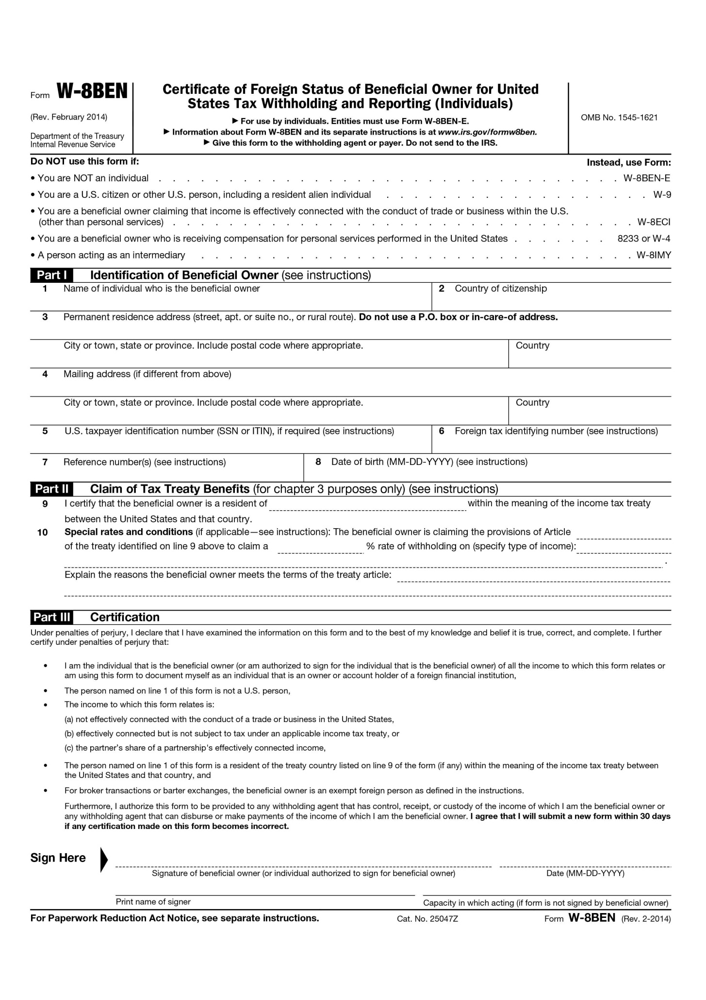 Form W-8BEN
(Rev. February 2014)
Department of the Treasury
Internal Revenue Service
Certificate of Foreign Status of Beneficial Owner for United
States Tax Withholding and Reporting (Individuals)
▶ For use by individuals. Entities must use Form W-8BEN-E.
▶ Information about Form W-8BEN and its separate instructions is at www.irs.gov/formw8ben.
▶ Give this form to the withholding agent or payer. Do not send to the IRS.
OMB No. 1545-1621
Do NOT use this form if: Instead, use Form:
• You are NOT an individual . . . . . . . . . . . . . . . . . . . . . . . . . . . . . . . . . W-8BEN-E
• You are a U.S. citizen or other U.S. person, including a resident alien individual . . . . . . . . . . . . . . . . . . . W-9
• You are a beneficial owner claiming that income is effectively connected with the conduct of trade or business within the U.S.
(other than personal services) . . . . . . . . . . . . . . . . . . . . . . . . . . . . . . . . . W-8ECI
• You are a beneficial owner who is receiving compensation for personal services performed in the United States . . . . . . . 8233 or W-4
• A person acting as an intermediary . . . . . . . . . . . . . . . . . . . . . . . . . . . . . . . W-8IMY
Part I Identification of Beneficial Owner (see instructions)
1 Name of individual who is the beneficial owner
2 Country of citizenship
3 Permanent residence address (street, apt. or suite no., or rural route). Do not use a P.O. box or in-care-of address.
City or town, state or province. Include postal code where appropriate.
Country
4 Mailing address (if different from above)
City or town, state or province. Include postal code where appropriate.
Country
5 U.S. taxpayer identification number (SSN or ITIN), if required (see instructions)
6 Foreign tax identifying number (see instructions)
7 Reference number(s) (see instructions)
8 Date of birth (MM-DD-YYYY) (see instructions)
Part II Claim of Tax Treaty Benefits (for chapter 3 purposes only) (see instructions)
9 I certify that the beneficial owner is a resident of within the meaning of the income tax treaty
between the United States and that country.
10 Special rates and conditions (if applicable—see instructions): The beneficial owner is claiming the provisions of Article
of the treaty identified on line 9 above to claim a % rate of withholding on (specify type of income):
.
Explain the reasons the beneficial owner meets the terms of the treaty article:
Part III Certification
Under penalties of perjury, I declare that I have examined the information on this form and to the best of my knowledge and belief it is true, correct, and complete. I further
certify under penalties of perjury that:
• I am the individual that is the beneficial owner (or am authorized to sign for the individual that is the beneficial owner) of all the income to which this form relates or
am using this form to document myself as an individual that is an owner or account holder of a foreign financial institution,
• The person named on line 1 of this form is not a U.S. person,
• The income to which this form relates is:
(a) not effectively connected with the conduct of a trade or business in the United States,
(b) effectively connected but is not subject to tax under an applicable income tax treaty, or
(c) the partner’s share of a partnership's effectively connected income,
• The person named on line 1 of this form is a resident of the treaty country listed on line 9 of the form (if any) within the meaning of the income tax treaty between
the United States and that country, and
• For broker transactions or barter exchanges, the beneficial owner is an exempt foreign person as defined in the instructions.
Furthermore, I authorize this form to be provided to any withholding agent that has control, receipt, or custody of the income of which I am the beneficial owner or
any withholding agent that can disburse or make payments of the income of which I am the beneficial owner. I agree that I will submit a new form within 30 days
if any certification made on this form becomes incorrect.
Sign Here
Signature of beneficial owner (or individual authorized to sign for beneficial owner)
Date (MM-DD-YYYY)
Print name of signer
Capacity in which acting (if form is not signed by beneficial owner)
For Paperwork Reduction Act Notice, see separate instructions. Cat. No. 25047Z Form W-8BEN (Rev. 2-2014)